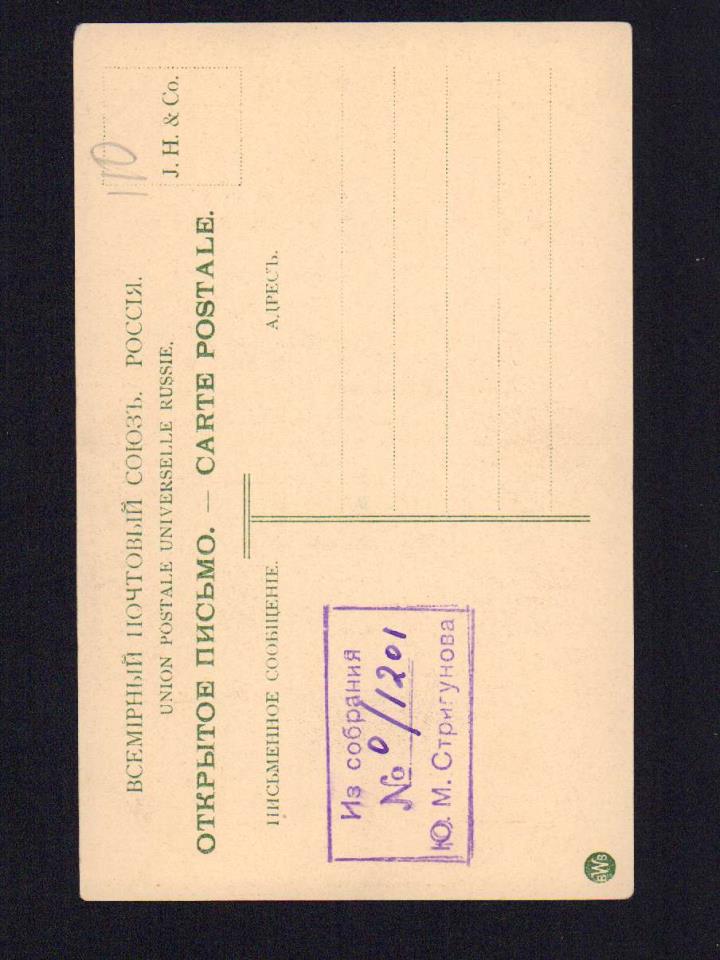 ВСЕМІРНЫЙ ПОЧТОВЫЙ СОЮЗЪ. РОССІЯ.
UNION POSTALE UNIVERSELLE RUSSIE.
ОТКРЫТОЕ ПИСЬМО. — CARTE POSTALE.
110
J. H. & Co.
ПИСЬМЕННОЕ СООБЩЕНІЕ.
АДРЕСЪ.
Из собрания
№ 0/1201
Ю. М. Стригунова
BWB